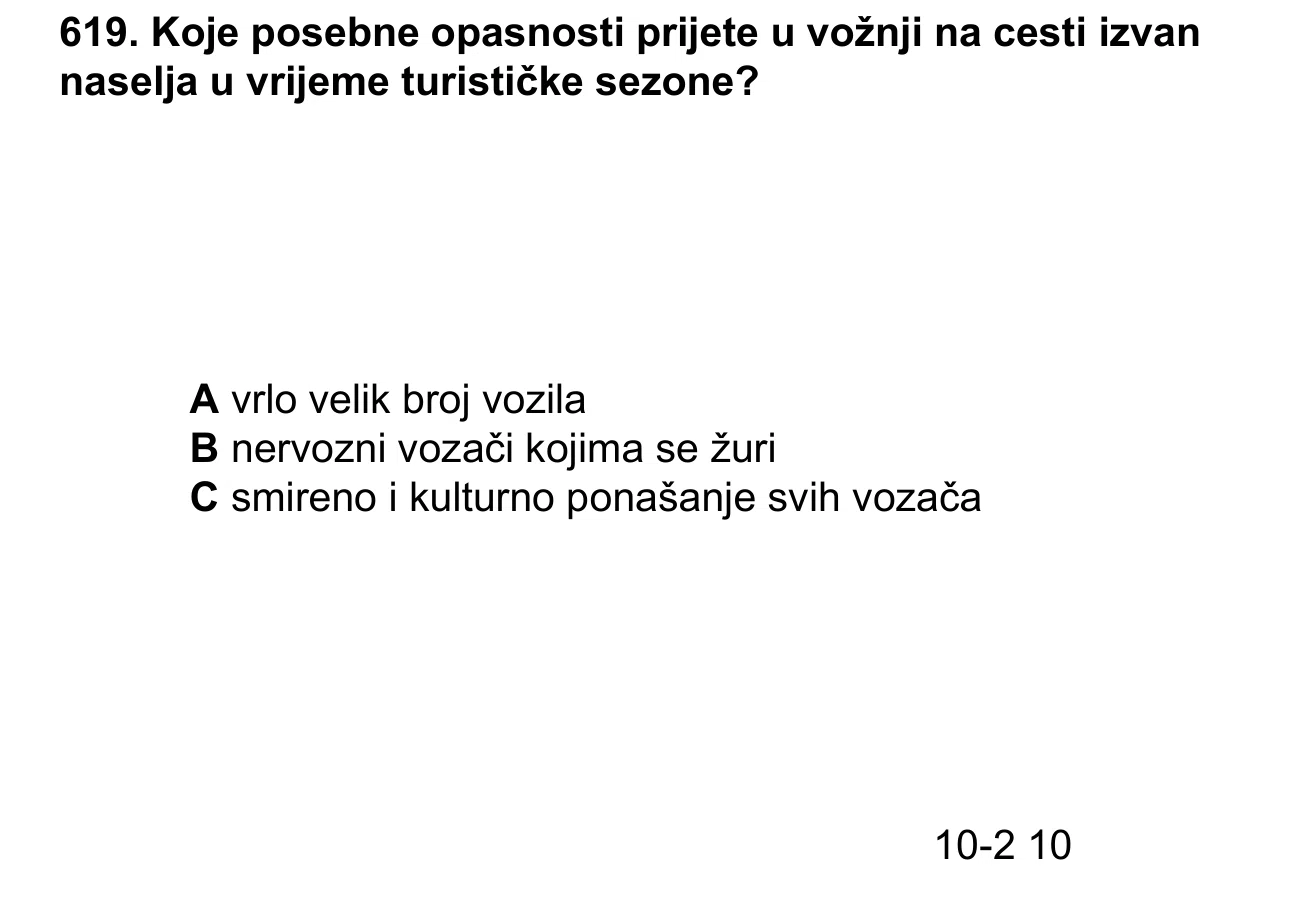 619. Koje posebne opasnosti prijete u vožnji na cesti izvan
naselja u vrijeme turističke sezone?
A vrlo velik broj vozila
B nervozni vozači kojima se žuri
C smireno i kulturno ponašanje svih vozača
10-2 10